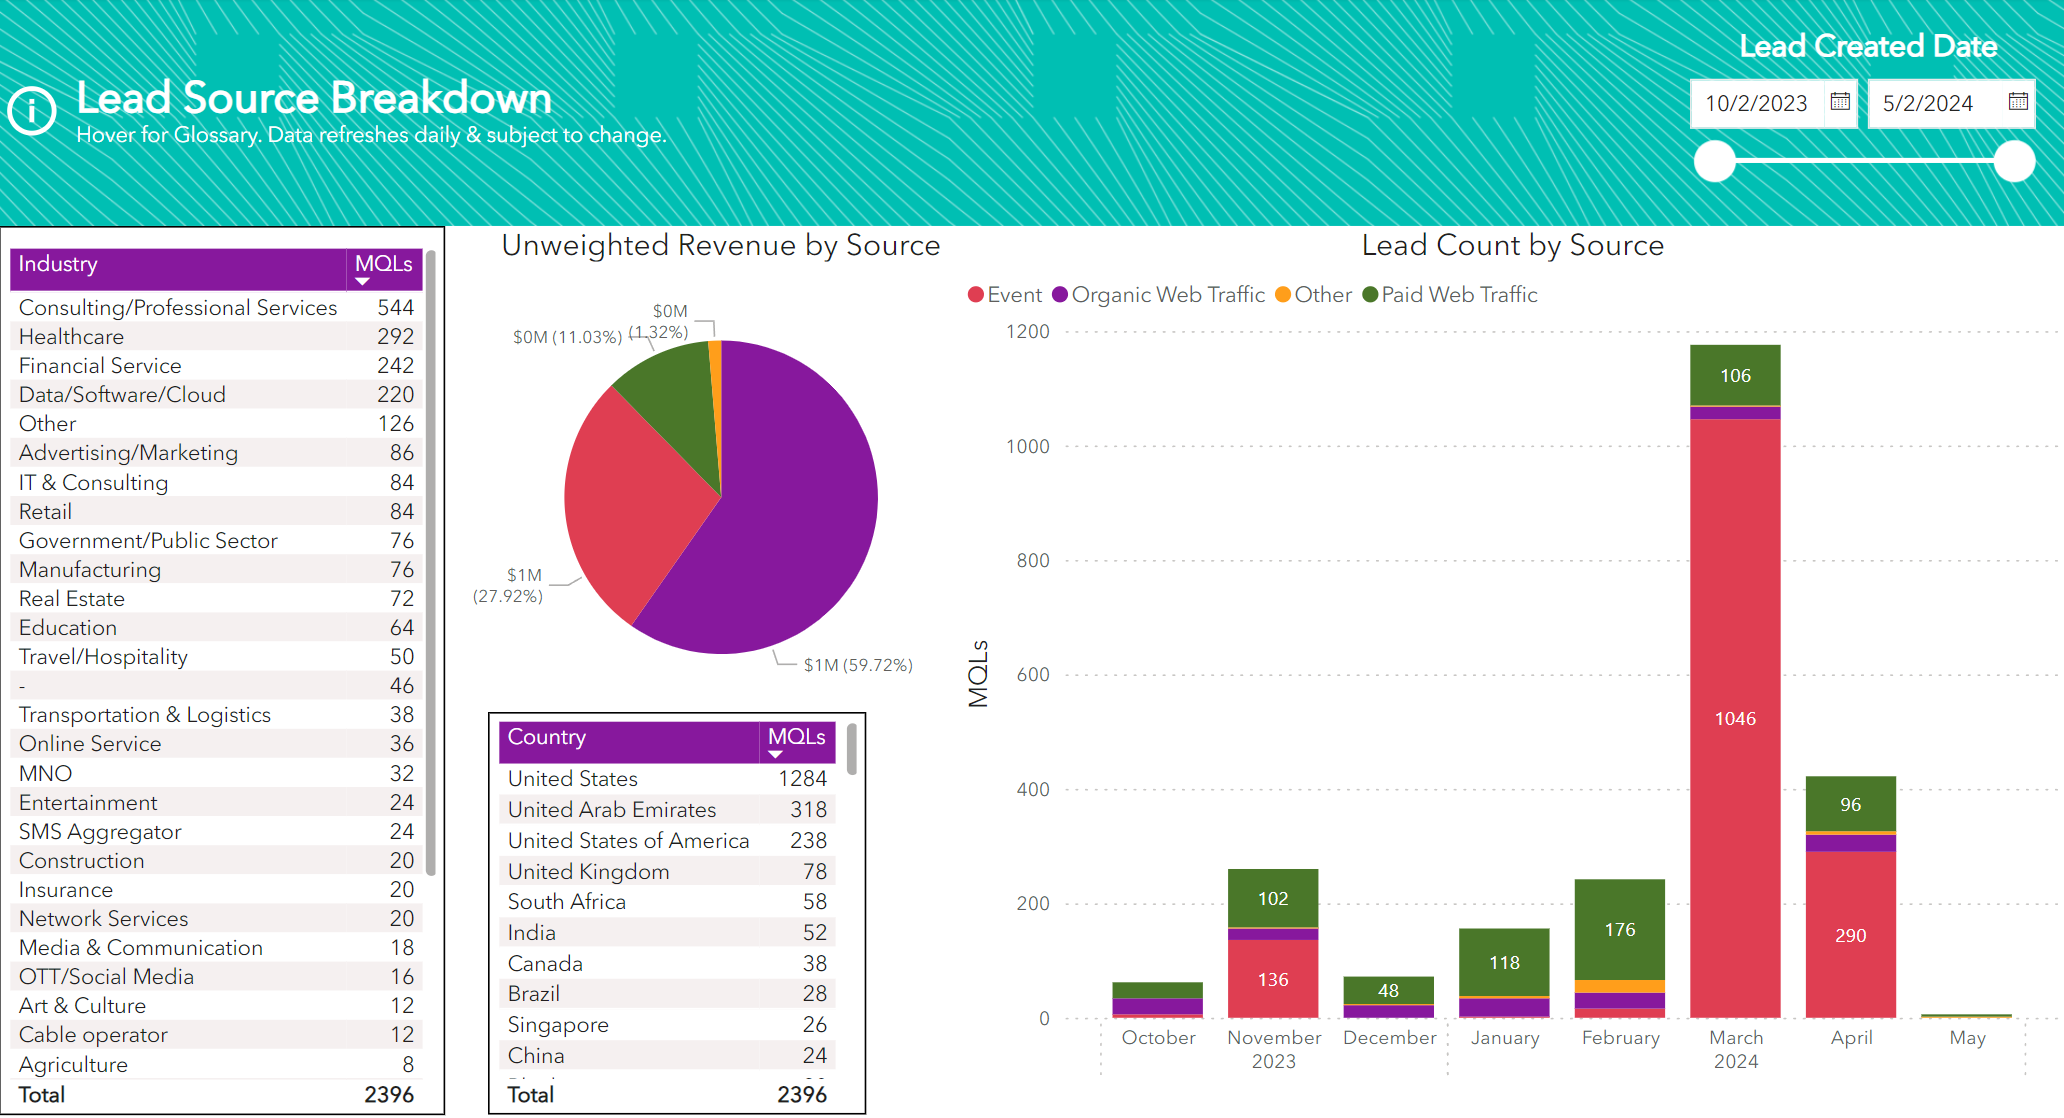 Lead Source Breakdown
Hover for Glossary. Data refreshes daily & subject to change.
Lead Created Date
10/2/2023 5/2/2024
Industry MQLs
Consulting/Professional Services 544
Healthcare 292
Financial Service 242
Data/Software/Cloud 220
Other 126
Advertising/Marketing 86
IT & Consulting 84
Retail 84
Government/Public Sector 76
Manufacturing 76
Real Estate 72
Education 64
Travel/Hospitality 50
- 46
Transportation & Logistics 38
Online Service 36
MNO 32
Entertainment 24
SMS Aggregator 24
Construction 20
Insurance 20
Network Services 20
Media & Communication 18
OTT/Social Media 16
Art & Culture 12
Cable operator 12
Agriculture 8
Total 2396
Unweighted Revenue by Source
$0M
(1.32%)
$0M (11.03%)
$1M
(27.92%)
$1M (59.72%)
Country MQLs
United States 1284
United Arab Emirates 318
United States of America 238
United Kingdom 78
South Africa 58
India 52
Canada 38
Brazil 28
Singapore 26
China 24
Total 2396
Lead Count by Source
Event Organic Web Traffic Other Paid Web Traffic
MQLs
1200
1000
800
600
400
200
0
102
136
48
118
176
106
1046
96
290
October November December January February March April May
2023 2024